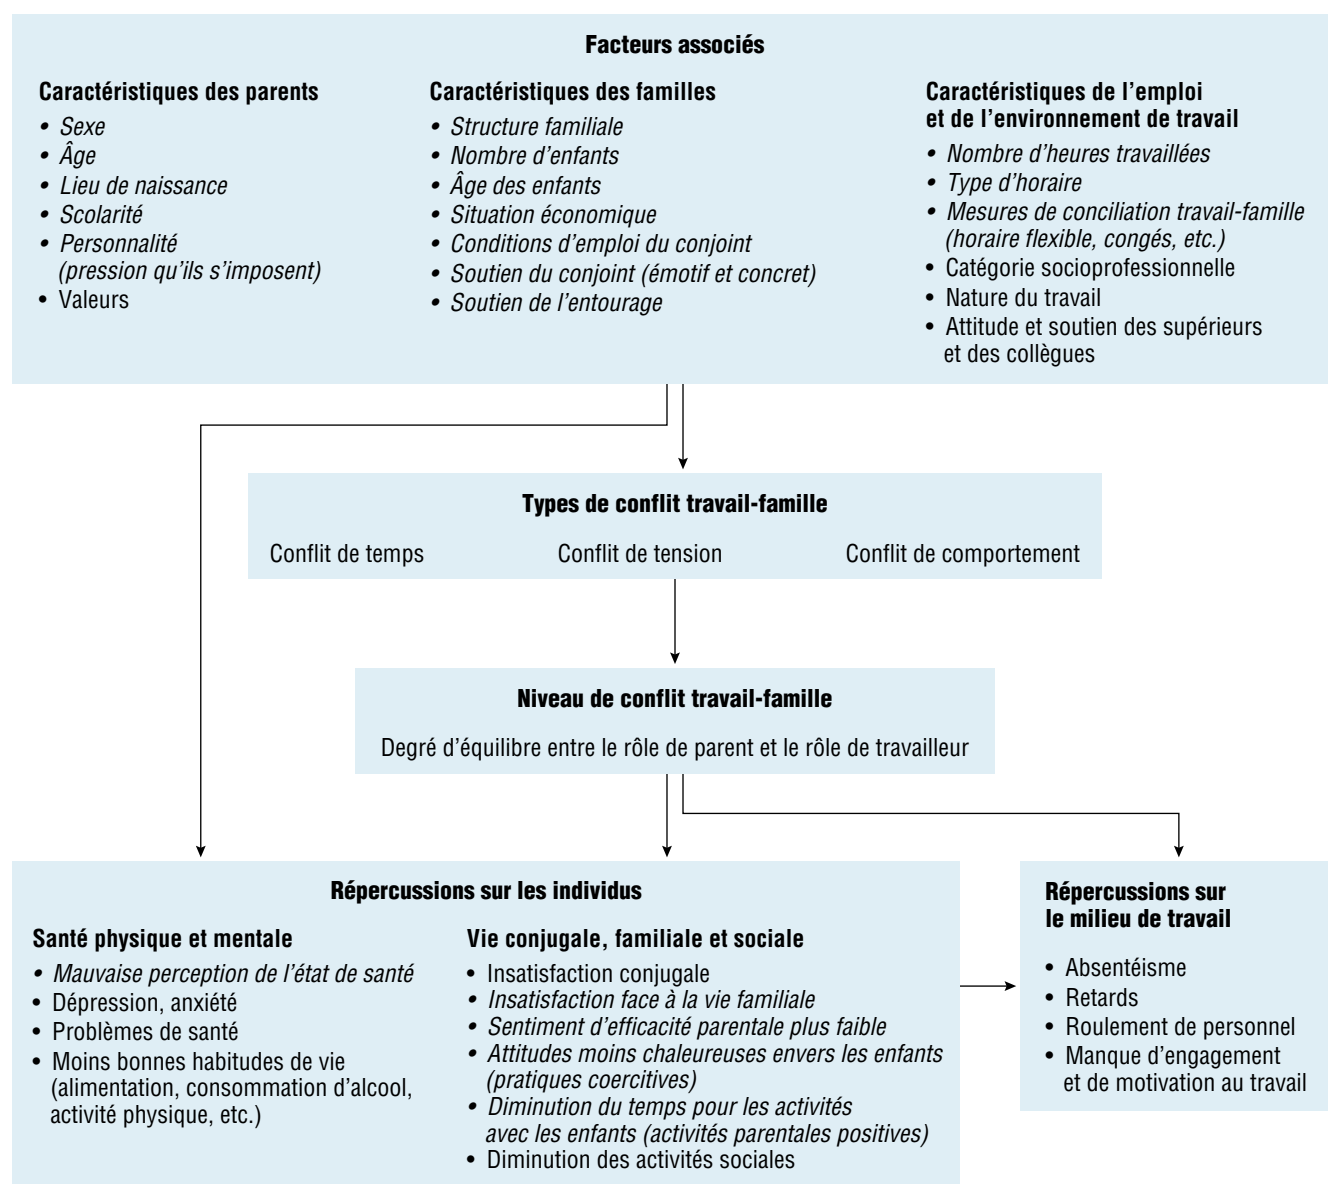 Facteurs associés
Caractéristiques des parents
• Sexe
• Âge
• Lieu de naissance
• Scolarité
• Personnalité
(pression qu'ils s'imposent)
• Valeurs
Caractéristiques des familles
• Structure familiale
• Nombre d'enfants
• Âge des enfants
• Situation économique
• Conditions d'emploi du conjoint
• Soutien du conjoint (émotif et concret)
• Soutien de l'entourage
Caractéristiques de l'emploi
et de l'environnement de travail
• Nombre d'heures travaillées
• Type d'horaire
• Mesures de conciliation travail-famille
(horaire flexible, congés, etc.)
• Catégorie socioprofessionnelle
• Nature du travail
• Attitude et soutien des supérieurs
et des collègues
Types de conflit travail-famille
Conflit de temps
Conflit de tension
Conflit de comportement
Niveau de conflit travail-famille
Degré d'équilibre entre le rôle de parent et le rôle de travailleur
Répercussions sur les individus
Santé physique et mentale
• Mauvaise perception de l'état de santé
• Dépression, anxiété
• Problèmes de santé
• Moins bonnes habitudes de vie
(alimentation, consommation d'alcool,
activité physique, etc.)
Vie conjugale, familiale et sociale
• Insatisfaction conjugale
• Insatisfaction face à la vie familiale
• Sentiment d'efficacité parentale plus faible
• Attitudes moins chaleureuses envers les enfants
(pratiques coercitives)
• Diminution du temps pour les activités
avec les enfants (activités parentales positives)
• Diminution des activités sociales
Répercussions sur
le milieu de travail
• Absentéisme
• Retards
• Roulement de personnel
• Manque d'engagement
et de motivation au travail